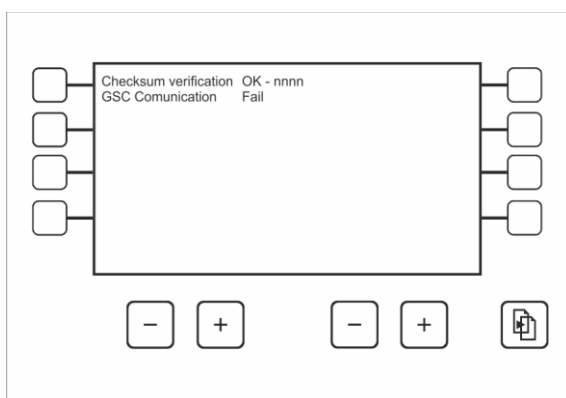 Checksum verification OK - nnnn
GSC Comunication Fail
- + - +